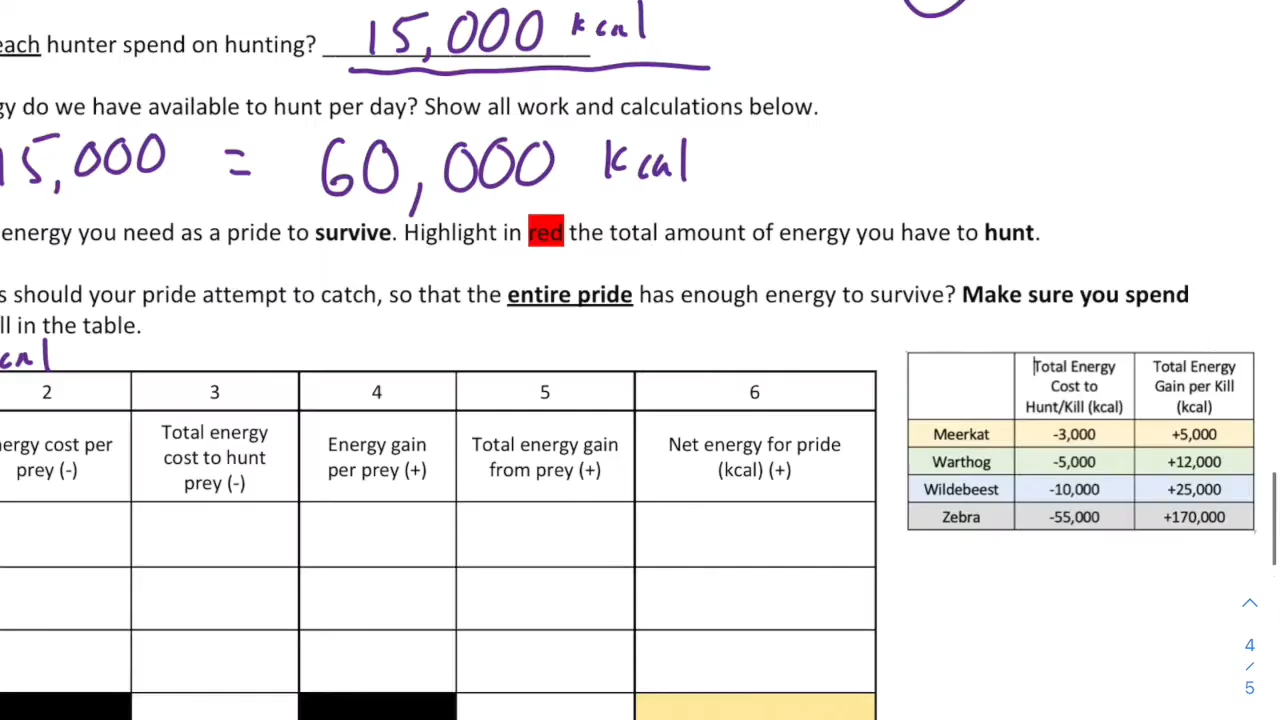 each hunter spend on hunting? 15,000 kcal
gy do we have available to hunt per day? Show all work and calculations below.
15,000 = 60,000 kcal
energy you need as a pride to survive. Highlight in red the total amount of energy you have to hunt.
s should your pride attempt to catch, so that the entire pride has enough energy to survive? Make sure you spend
ll in the table.
cal
2 3 4 5 6
ergy cost per prey (-)
Total energy cost to hunt prey (-)
Energy gain per prey (+)
Total energy gain from prey (+)
Net energy for pride (kcal) (+)
Total Energy Cost to Hunt/Kill (kcal)
Total Energy Gain per Kill (kcal)
Meerkat -3,000 +5,000
Warthog -5,000 +12,000
Wildebeest -10,000 +25,000
Zebra -55,000 +170,000
4
/
5